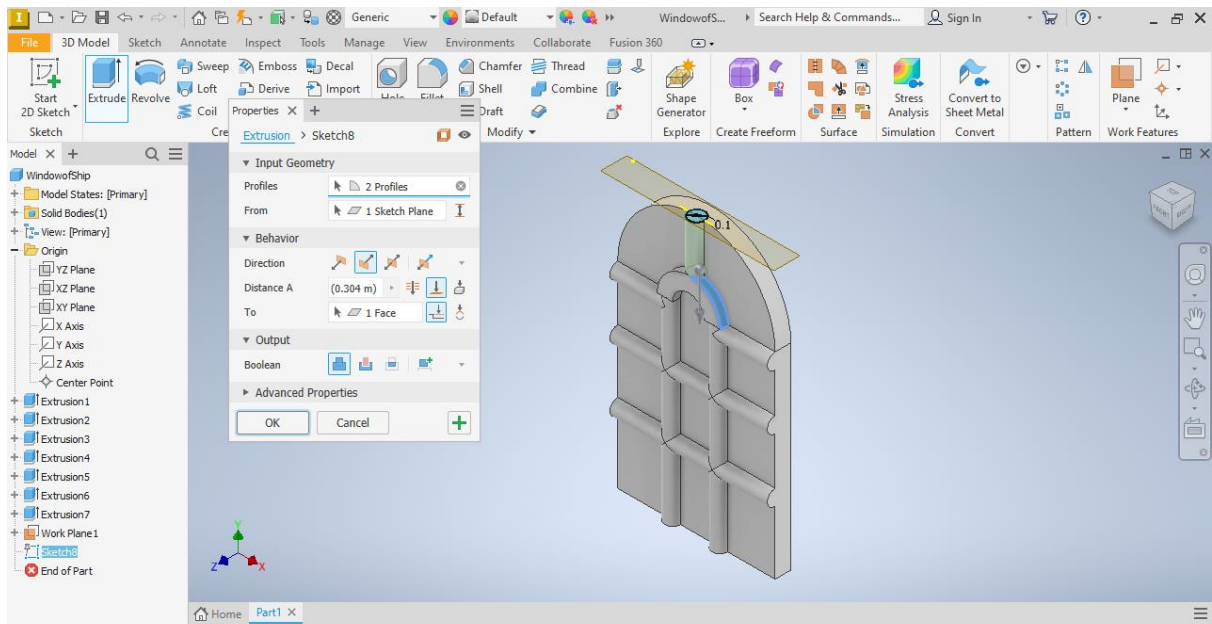 Generic
Default
WindowofS...
Search Help & Commands...
Sign In
File 3D Model Sketch Annotate Inspect Tools Manage View Environments Collaborate Fusion 360
Start
2D Sketch
Extrude
Revolve
Sweep
Loft
Coil
Emboss
Derive
Decal
Import
Hole
Fillet
Chamfer
Shell
Draft
Thread
Combine
Shape
Generator
Box
Stress
Analysis
Convert to
Sheet Metal
Plane
Sketch
Cre
Modify
Explore
Create Freeform
Surface
Simulation
Convert
Pattern
Work Features
Properties
Extrusion > Sketch8
Input Geometry
Profiles 2 Profiles
From 1 Sketch Plane
Behavior
Direction
Distance A (0.304 m)
To 1 Face
Output
Boolean
Advanced Properties
OK Cancel
Model
WindowofShip
Model States: [Primary]
Solid Bodies(1)
View: [Primary]
Origin
YZ Plane
XZ Plane
XY Plane
X Axis
Y Axis
Z Axis
Center Point
Extrusion1
Extrusion2
Extrusion3
Extrusion4
Extrusion5
Extrusion6
Extrusion7
Work Plane1
Sketch8
End of Part
0.1
Y
Z
X
Home Part1